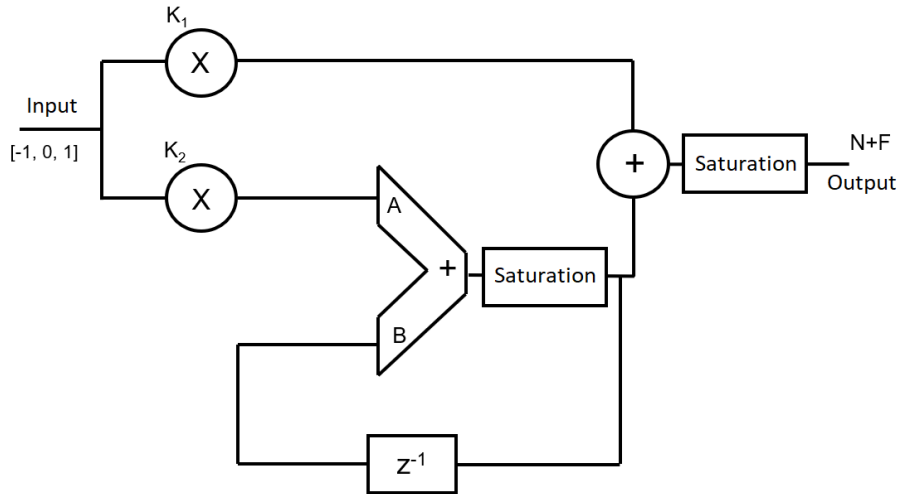 K₁
X
Input
[-1, 0, 1]
K₂
X
A
+
Saturation
B
z⁻¹
+
Saturation
N+F
Output